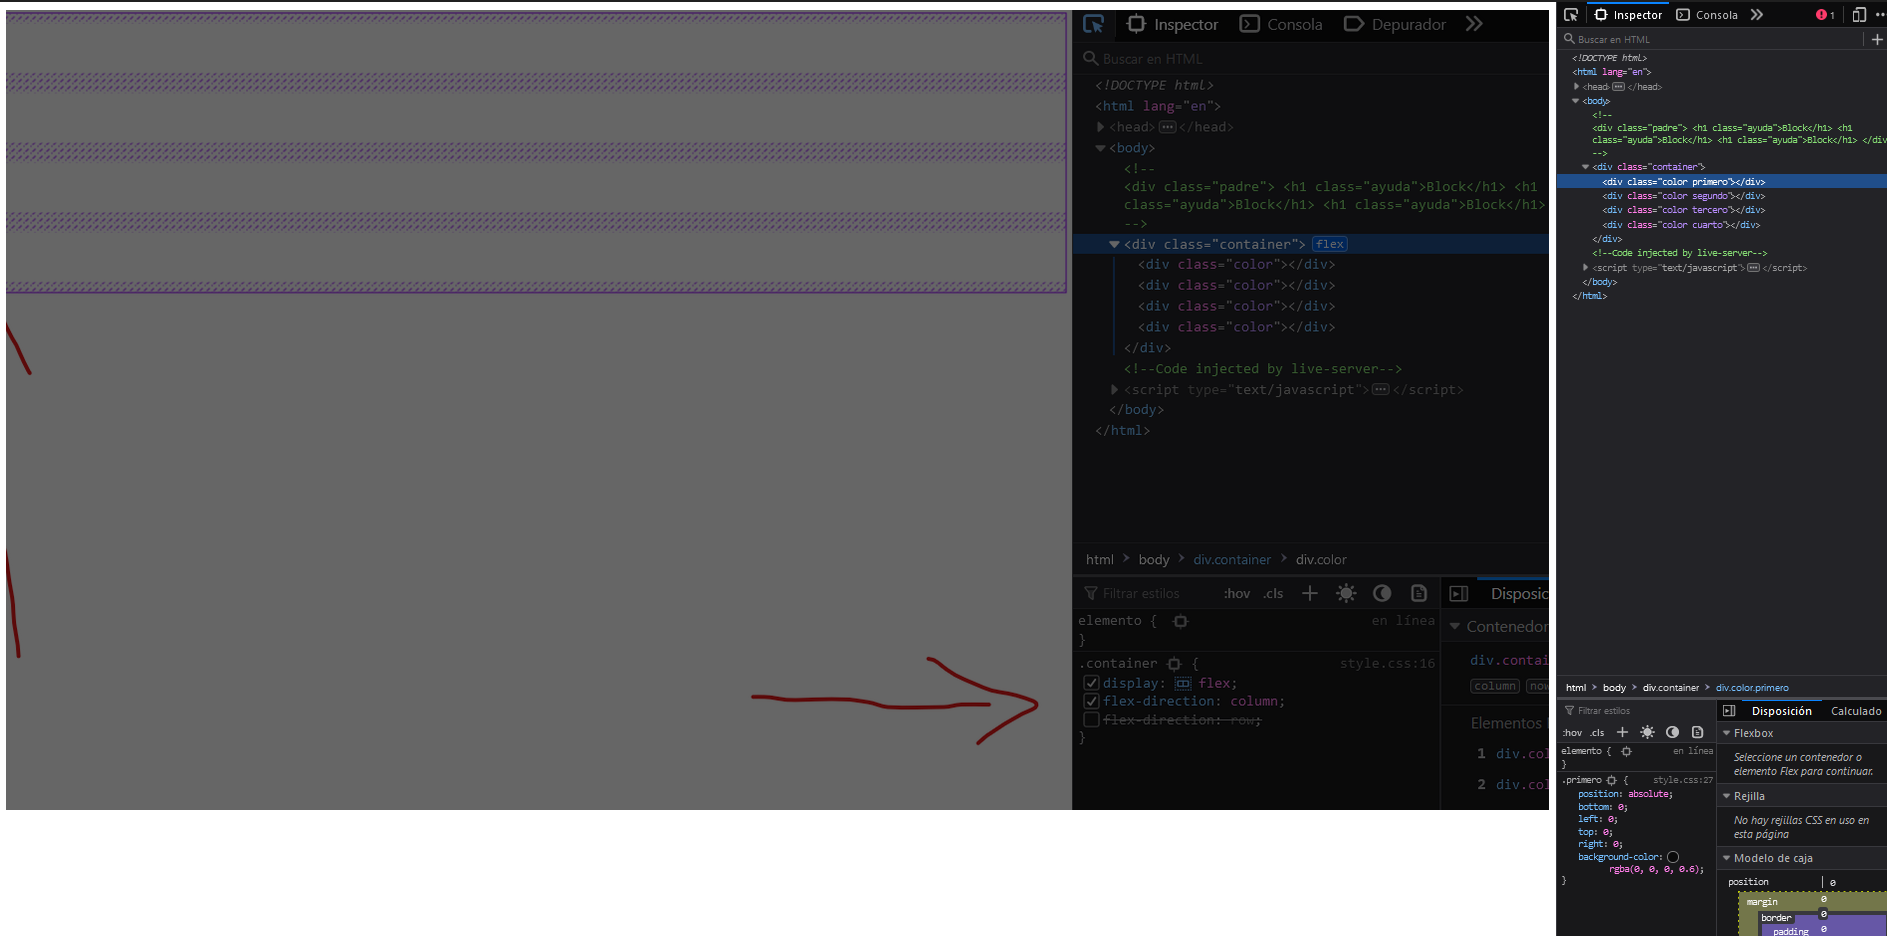 Inspector Consola Depurador
Buscar en HTML
<!DOCTYPE html>
<html lang="en">
<head> ••• </head>
<body>
<!--
<div class="padre"> <h1 class="ayuda">Block</h1> <h1
class="ayuda">Block</h1> <h1 class="ayuda">Block</h1>
-->
<div class="container"> flex
<div class="color"></div>
<div class="color"></div>
<div class="color"></div>
<div class="color"></div>
</div>
<!--Code injected by live-server-->
<script type="text/javascript"> ••• </script>
</body>
</html>
html > body > div.container > div.color
Filtrar estilos :hov .cls
elemento { en línea
}
.container { style.css:16
display: flex;
flex-direction: column;
flex-direction: row;
}
Disposic
Contenedor
div.contai
column now
Elementos
1 div.col
2 div.col
Inspector Consola 1
Buscar en HTML
<!DOCTYPE html>
<html lang="en">
<head> ••• </head>
<body>
<!--
<div class="padre"> <h1 class="ayuda">Block</h1> <h1
class="ayuda">Block</h1> <h1 class="ayuda">Block</h1> </div
-->
<div class="container">
<div class="color primero"></div>
<div class="color segundo"></div>
<div class="color tercero"></div>
<div class="color cuarto"></div>
</div>
<!--Code injected by live-server-->
<script type="text/javascript"> ••• </script>
</body>
</html>
html > body > div.container > div.color.primero
Filtrar estilos
:hov .cls
elemento { en línea
}
.primero { style.css:27
position: absolute;
bottom: 0;
left: 0;
top: 0;
right: 0;
background-color:
rgba(0, 0, 0, 0.6);
}
Disposición Calculado
Flexbox
Seleccione un contenedor o
elemento Flex para continuar.
Rejilla
No hay rejillas CSS en uso en
esta página
Modelo de caja
position 0
margin 0
border 0
padding 0